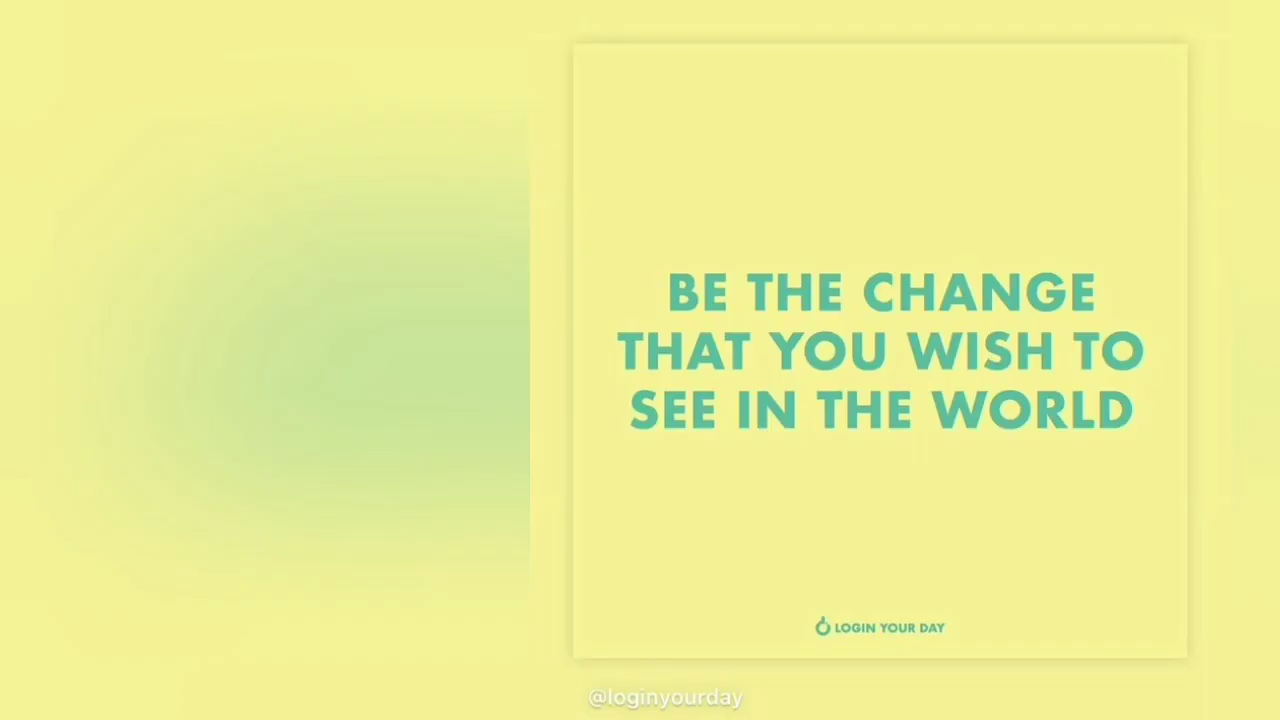 BE THE CHANGE
THAT YOU WISH TO
SEE IN THE WORLD
LOGIN YOUR DAY
@loginyourday